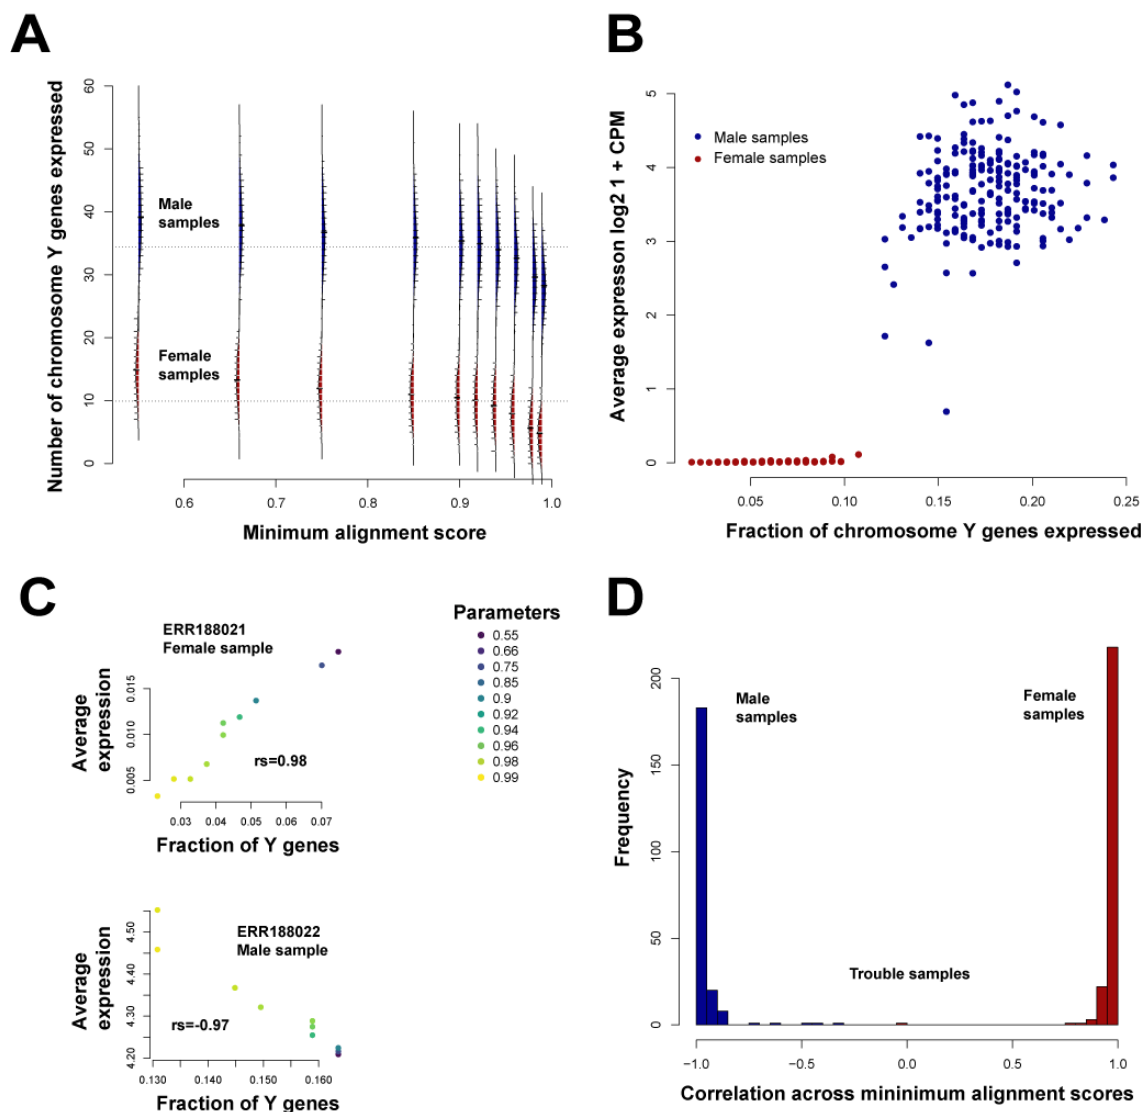 A
Number of chromosome Y genes expressed
60
50
40
30
20
10
0
Male
samples
Female
samples
0.6
0.7
0.8
0.9
1.0
Minimum alignment score
B
Average expresson log2 1 + CPM
5
4
3
2
1
0
Male samples
Female samples
0.05
0.10
0.15
0.20
0.25
Fraction of chromosome Y genes expressed
C
ERR188021
Female sample
Average
expression
0.015
0.010
0.005
rs=0.98
0.03
0.04
0.05
0.06
0.07
Fraction of Y genes
Parameters
0.55
0.66
0.75
0.85
0.9
0.92
0.94
0.96
0.98
0.99
ERR188022
Male sample
Average
expression
4.50
4.40
4.30
4.20
rs=-0.97
0.130
0.140
0.150
0.160
Fraction of Y genes
D
Frequency
200
150
100
50
0
Male
samples
Female
samples
Trouble samples
−1.0
−0.5
0.0
0.5
1.0
Correlation across mininimum alignment scores